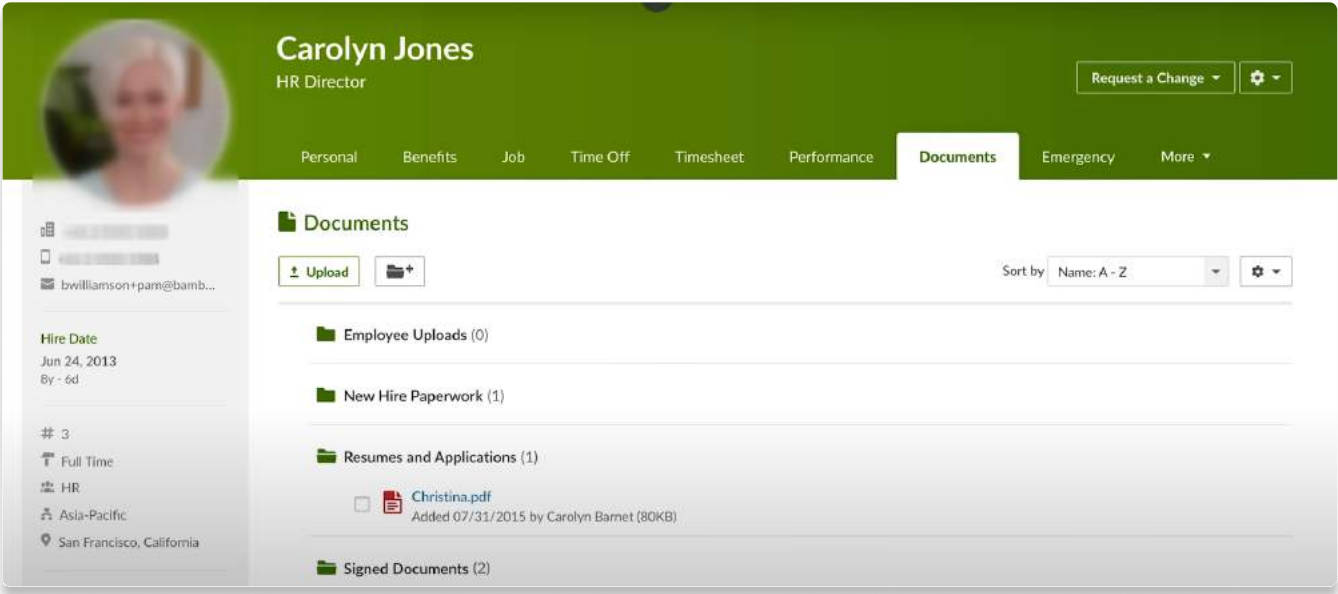 Carolyn Jones
HR Director
Request a Change
Personal Benefits Job Time Off Timesheet Performance Documents Emergency More
bwilliamson+pam@bamb...
Hire Date
Jun 24, 2013
8y - 6d
# 3
Full Time
HR
Asia-Pacific
San Francisco, California
Documents
Upload
Sort by Name: A - Z
Employee Uploads (0)
New Hire Paperwork (1)
Resumes and Applications (1)
Christina.pdf
Added 07/31/2015 by Carolyn Barnet (80KB)
Signed Documents (2)